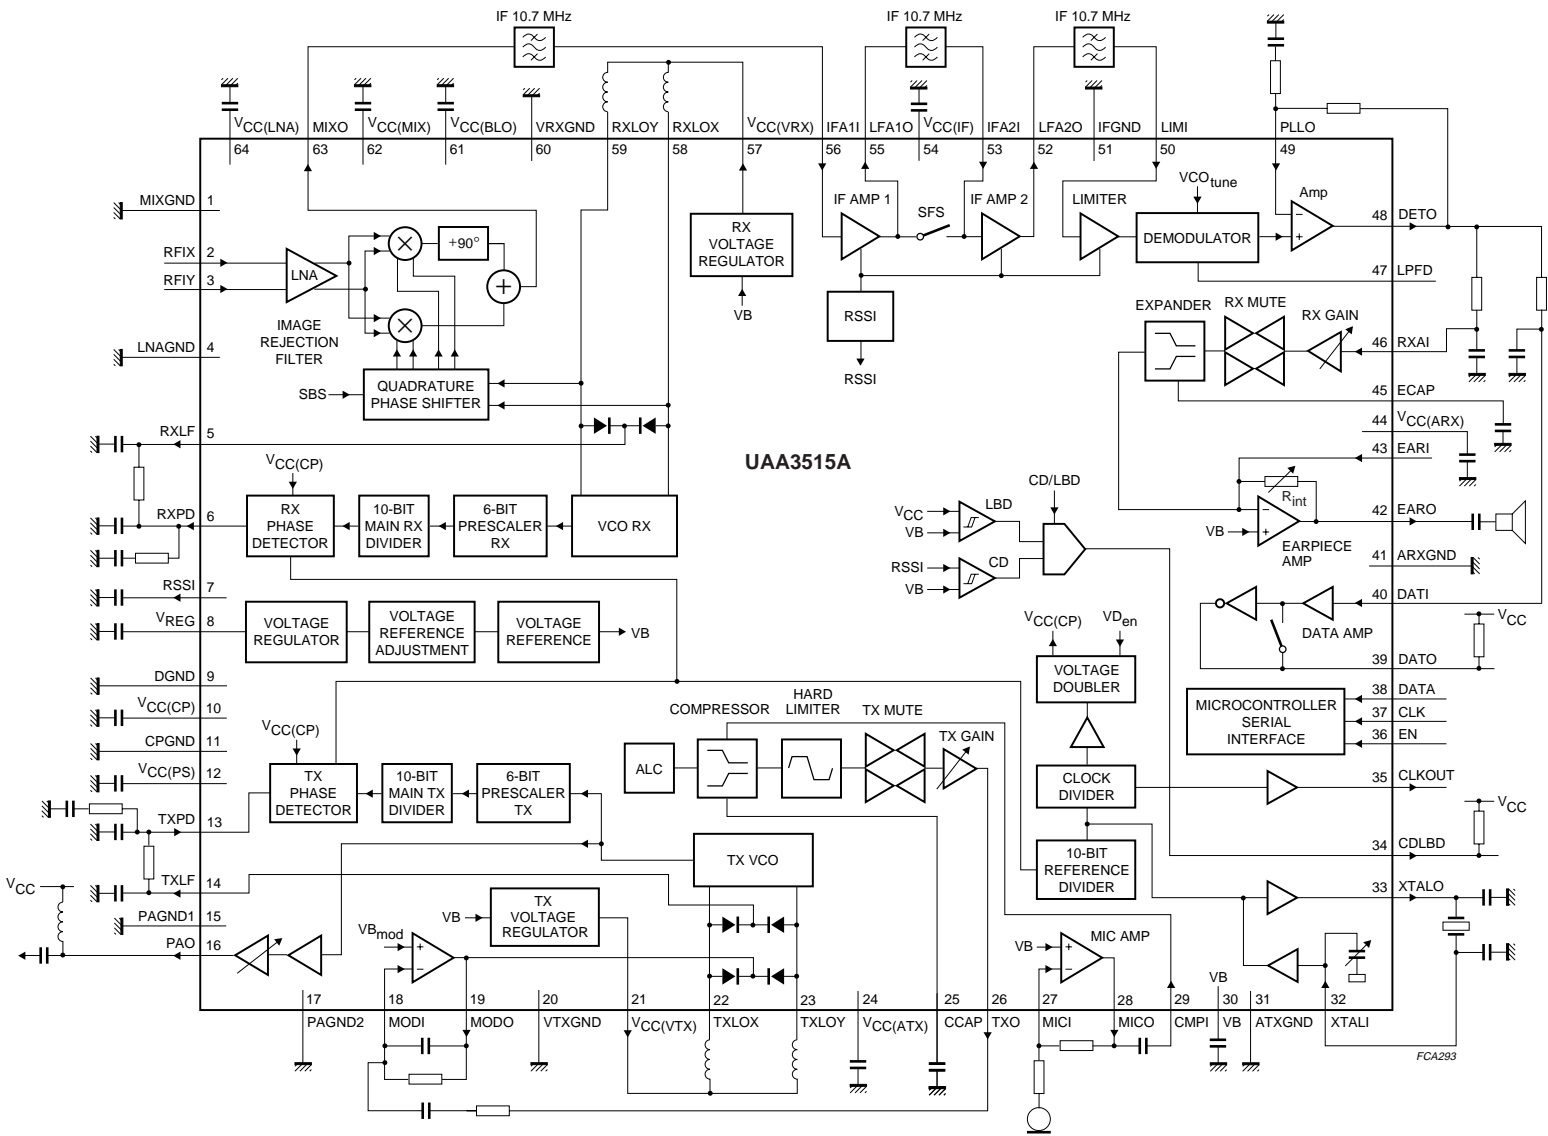 IF 10.7 MHz
IF 10.7 MHz
IF 10.7 MHz
VCC(LNA)
MIXO
VCC(MIX)
VCC(BLO)
VRXGND
RXLOY
RXLOX
VCC(VRX)
IFA1I
LFA1O
VCC(IF)
IFA2I
LFA2O
IFGND
LIMI
PLLO
64
63
62
61
60
59
58
57
56
55
54
53
52
51
50
49
MIXGND
1
RFIX
2
RFIY
3
LNAGND
4
RXLF
5
RXPD
6
RSSI
7
VREG
8
DGND
9
VCC(CP)
10
CPGND
11
VCC(PS)
12
TXPD
13
TXLF
14
VCC
PAGND1
15
PAO
16
LNA
+90°
+
IMAGE
REJECTION
FILTER
SBS
QUADRATURE
PHASE SHIFTER
RX
VOLTAGE
REGULATOR
VB
IF AMP 1
SFS
IF AMP 2
LIMITER
VCOtune
DEMODULATOR
Amp
−
+
RSSI
RSSI
EXPANDER
RX MUTE
RX GAIN
48
DETO
47
LPFD
46
RXAI
45
ECAP
44
VCC(ARX)
43
EARI
42
EARO
41
ARXGND
40
DATI
39
DATO
VCC
38
DATA
37
CLK
36
EN
35
CLKOUT
VCC
34
CDLBD
33
XTALO
UAA3515A
VCC(CP)
RX
PHASE
DETECTOR
10-BIT
MAIN RX
DIVIDER
6-BIT
PRESCALER
RX
VCO RX
VCC
VB
LBD
RSSI
VB
CD
CD/LBD
Rint
VB
−
+
EARPIECE
AMP
DATA AMP
VOLTAGE
REGULATOR
VOLTAGE
REFERENCE
ADJUSTMENT
VOLTAGE
REFERENCE
VB
VCC(CP)
VDen
VOLTAGE
DOUBLER
MICROCONTROLLER
SERIAL
INTERFACE
CLOCK
DIVIDER
10-BIT
REFERENCE
DIVIDER
VCC(CP)
TX
PHASE
DETECTOR
10-BIT
MAIN TX
DIVIDER
6-BIT
PRESCALER
TX
ALC
COMPRESSOR
HARD
LIMITER
TX MUTE
TX GAIN
TX VCO
VB
TX
VOLTAGE
REGULATOR
VBmod
+
−
VB
+
−
MIC AMP
VB
17
18
19
20
21
22
23
24
25
26
27
28
29
30
31
32
PAGND2
MODI
MODO
VTXGND
VCC(VTX)
TXLOX
TXLOY
VCC(ATX)
CCAP
TXO
MICI
MICO
CMPI
VB
ATXGND
XTALI
FCA293